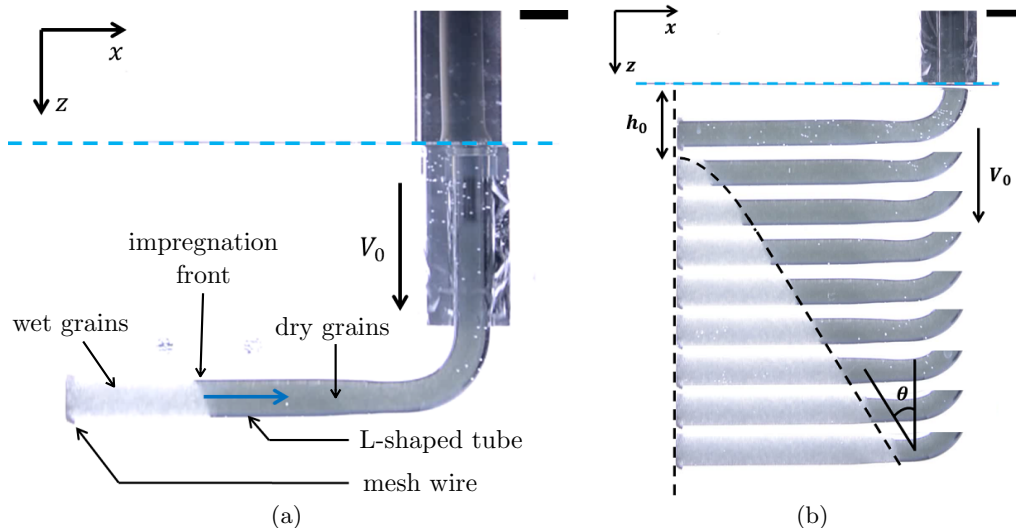 x
z
V₀
impregnation
front
wet grains
dry grains
L-shaped tube
mesh wire
(a)
x
z
h₀
V₀
θ
(b)